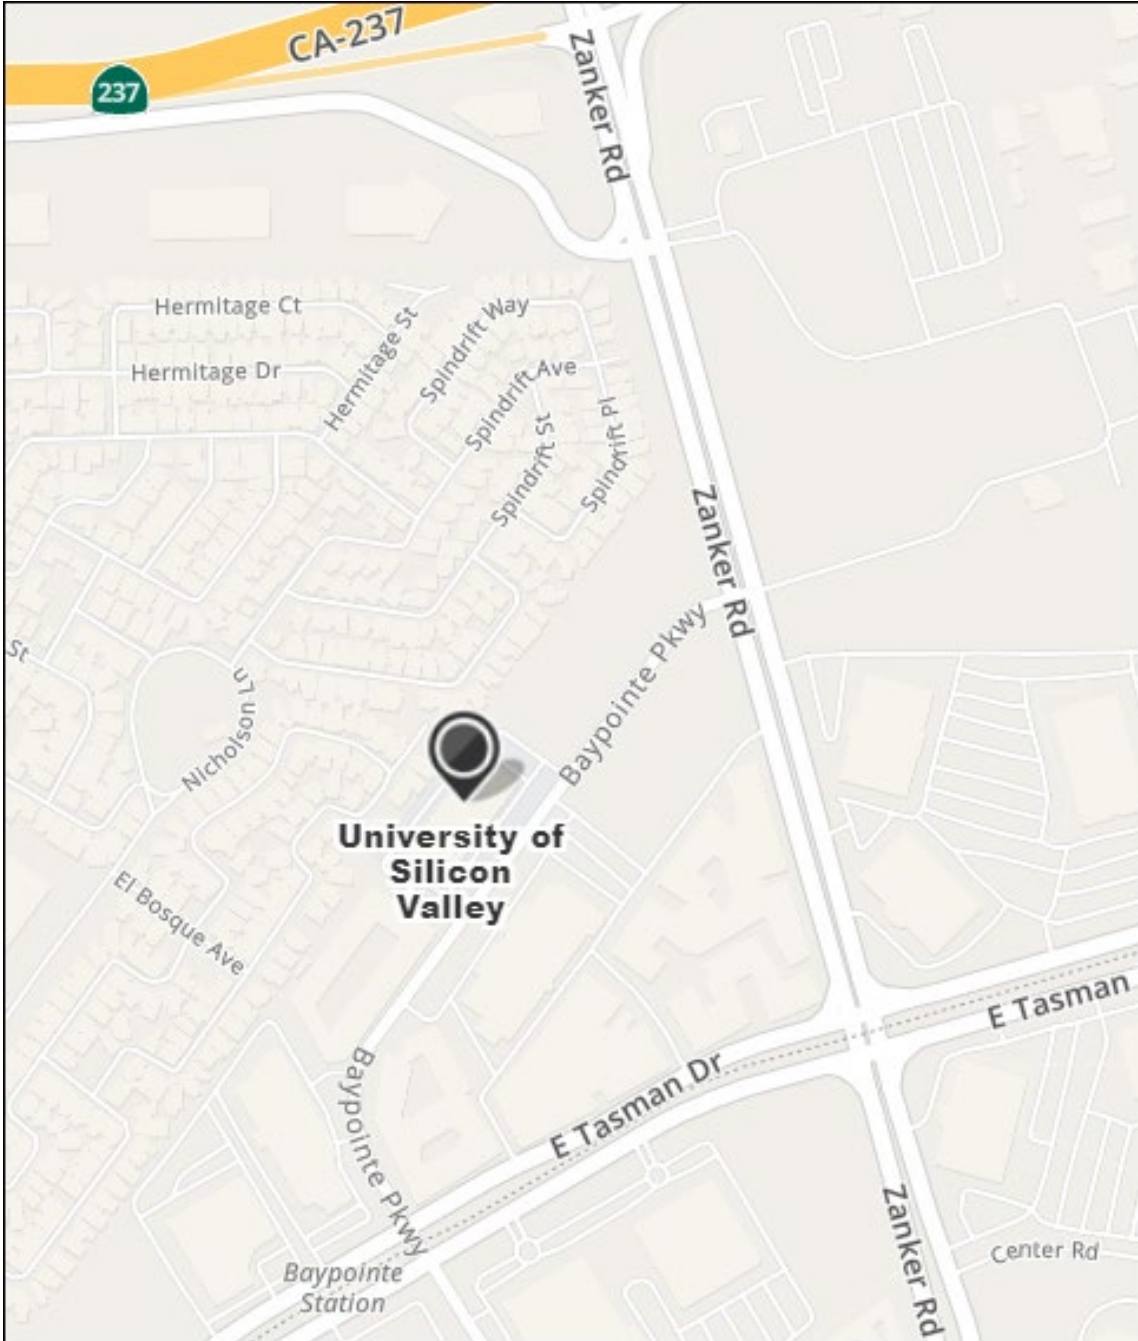 CA-237
237
Zanker Rd
Hermitage Ct
Hermitage St
Spindrift Way
Hermitage Dr
Spindrift Ave
Spindrift St
Spindrift Pl
Zanker Rd
St
Baypointe Pkwy
Nicholson Ln
University of
Silicon
Valley
El Bosque Ave
E Tasman
E Tasman Dr
Baypointe Pkwy
Zanker Rd
Center Rd
Baypointe
Station